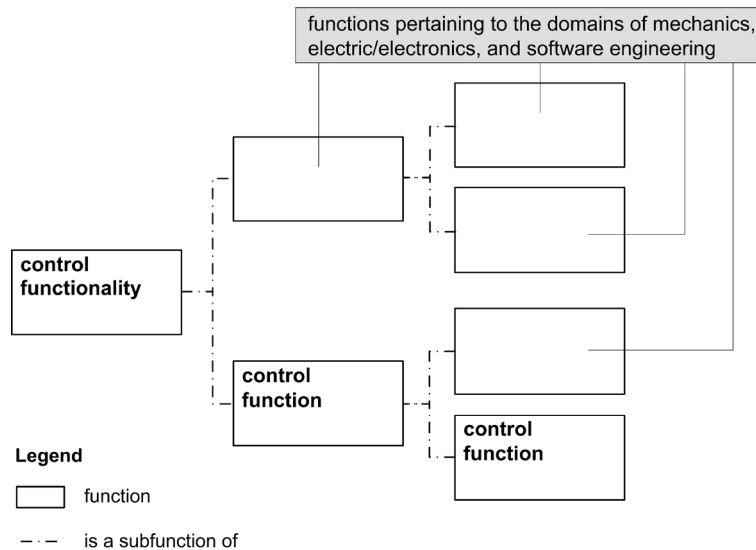 functions pertaining to the domains of mechanics,
electric/electronics, and software engineering
control
functionality
control
function
control
function
Legend
function
is a subfunction of